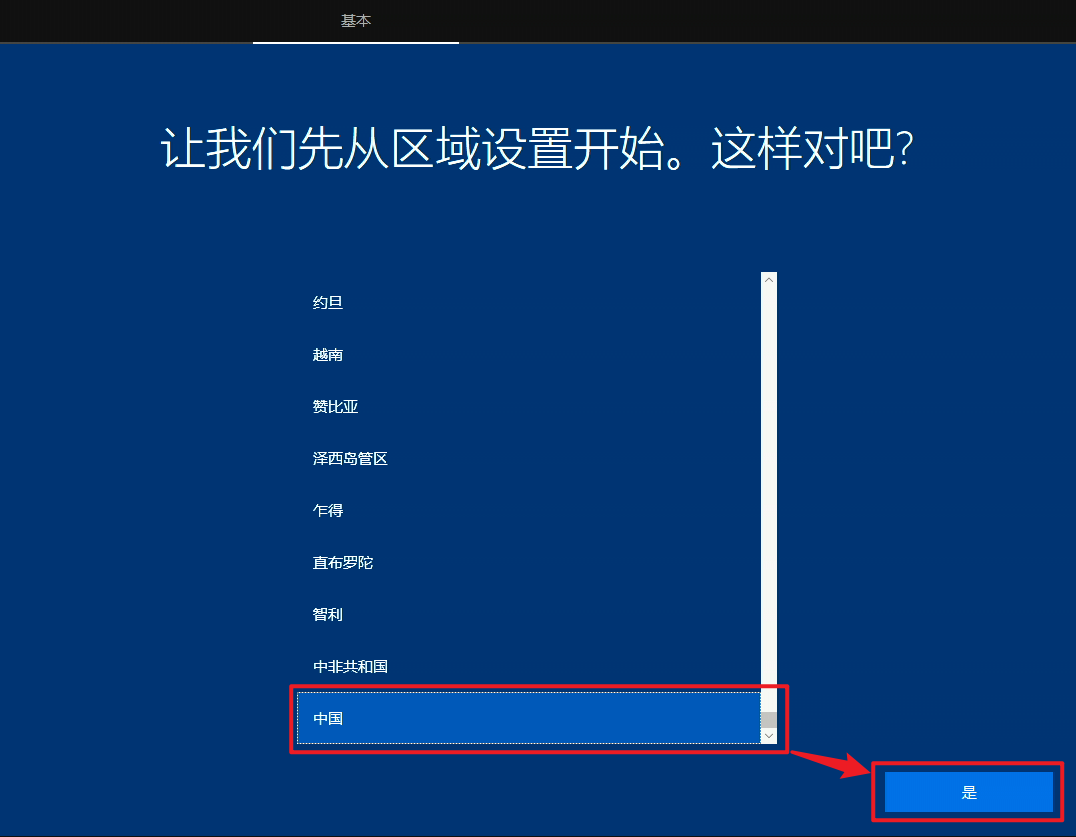 基本
让我们先从区域设置开始。这样对吧?
约旦
越南
赞比亚
泽西岛管区
乍得
直布罗陀
智利
中非共和国
中国
是